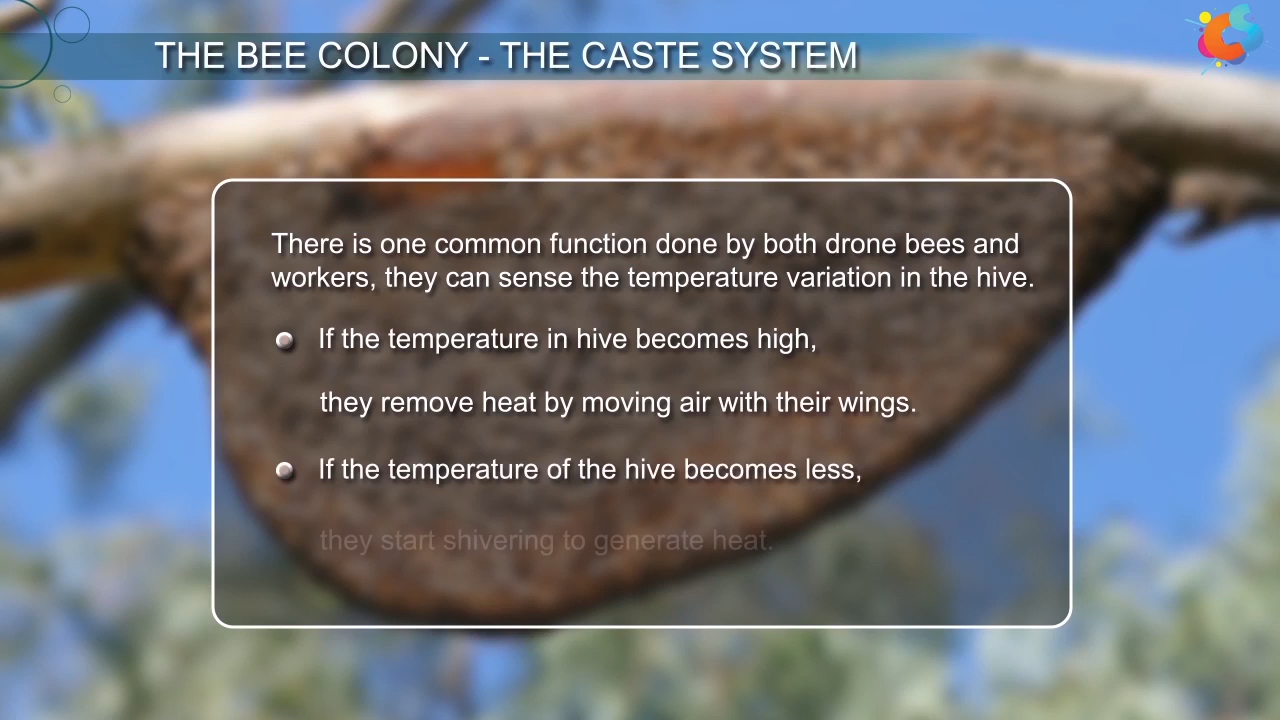 THE BEE COLONY - THE CASTE SYSTEM
There is one common function done by both drone bees and
workers, they can sense the temperature variation in the hive.
If the temperature in hive becomes high,
they remove heat by moving air with their wings.
If the temperature of the hive becomes less,
they start shivering to generate heat.